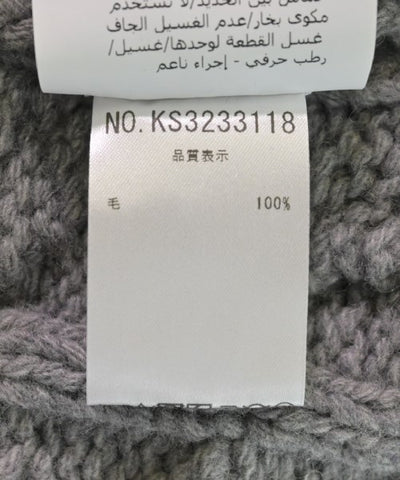 مكوى بخار/عدم الغسيل الجاف
غسل القطعة لوحدها/غسيل/
رطب حرفي - إجراء ناعم
NO.KS3233118
品質表示
毛 100%